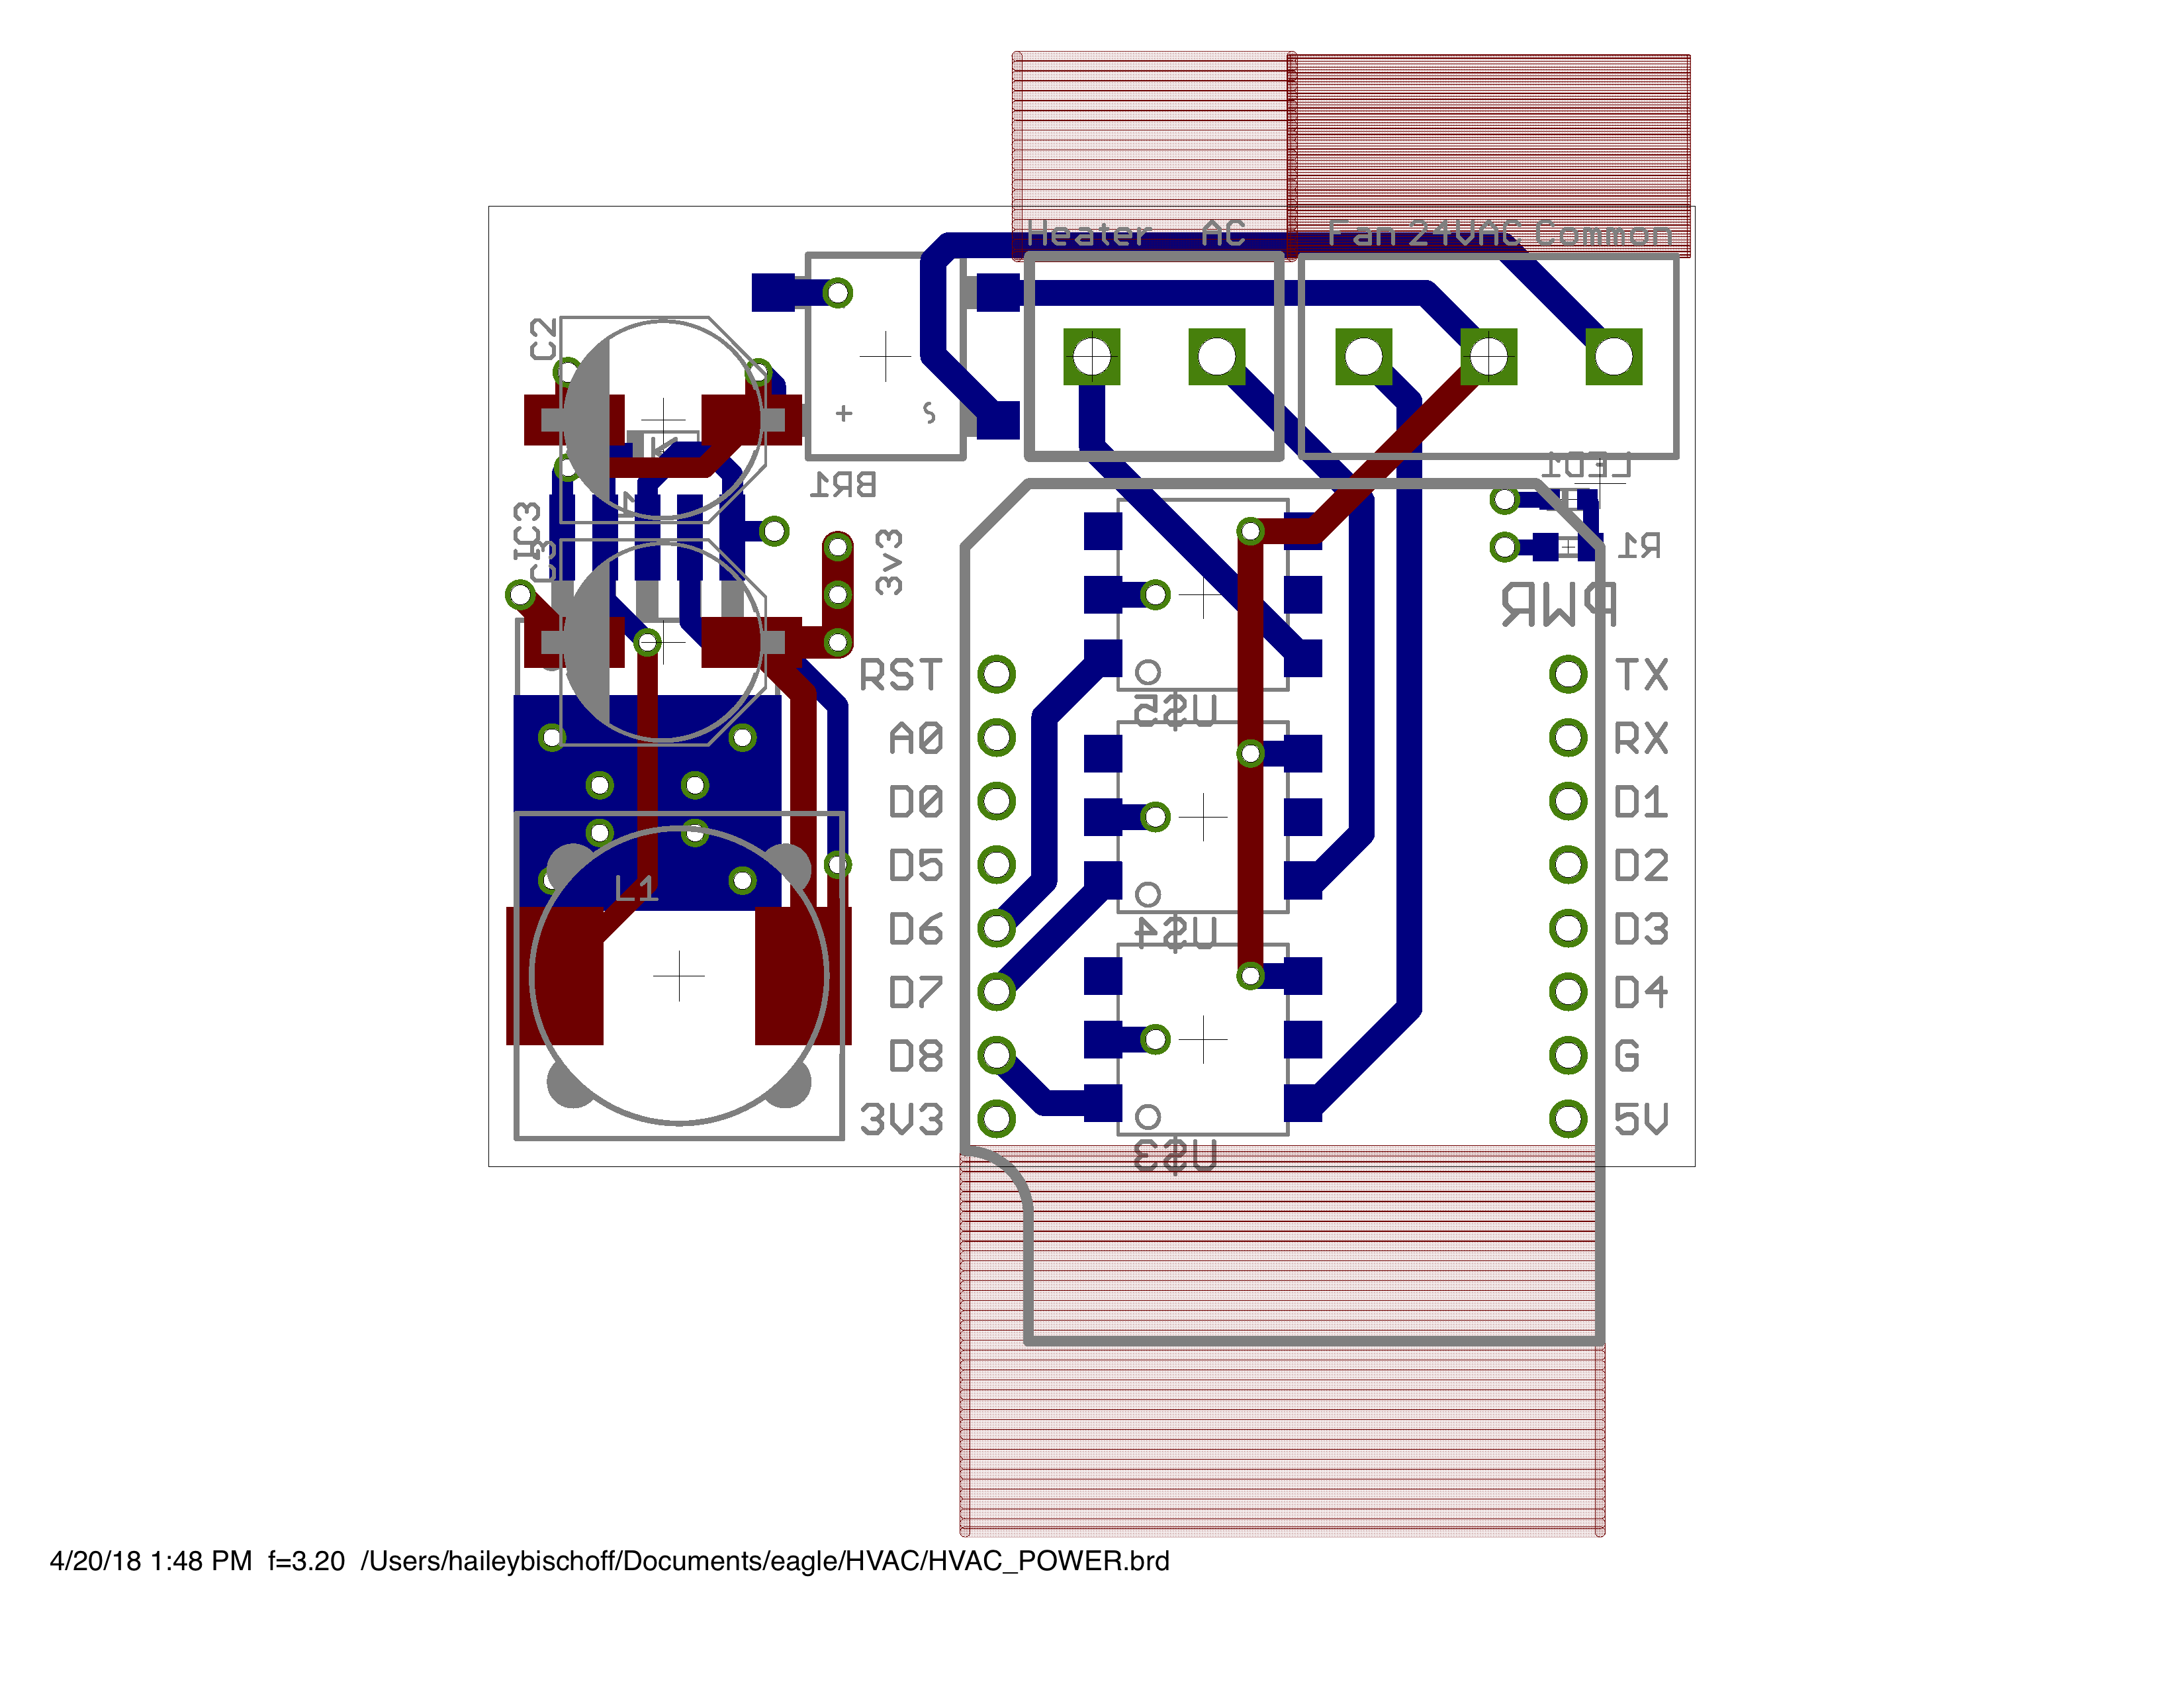 Heater AC Fan 24VAC Common
C2
+
BR1
LED1
IC3
C3
3v3
R1
PWR
RST
TX
U$5
A0
RX
D0
D1
D5
D2
L1
D6
U$4
D3
D7
D4
D8
G
3V3
5V
U$3
4/20/18 1:48 PM f=3.20 /Users/haileybischoff/Documents/eagle/HVAC/HVAC_POWER.brd